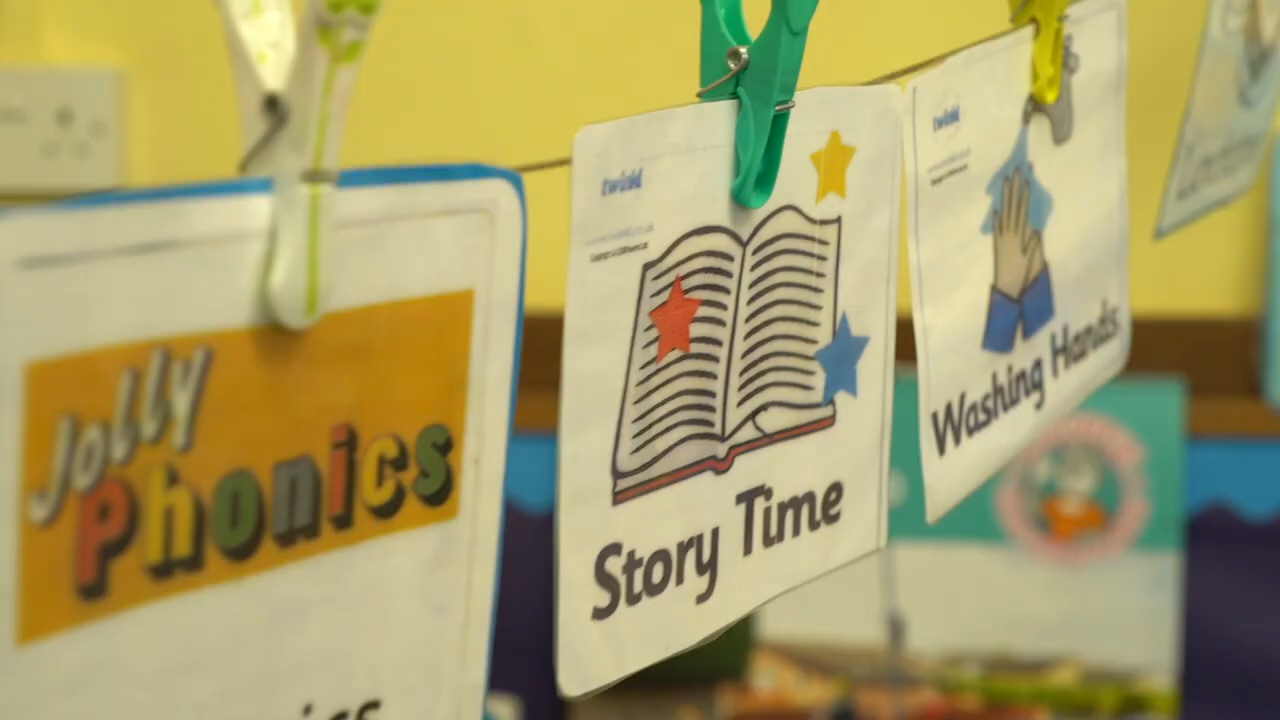 Jolly
Phonics
twinkl
Story Time
twinkl
Washing Hands